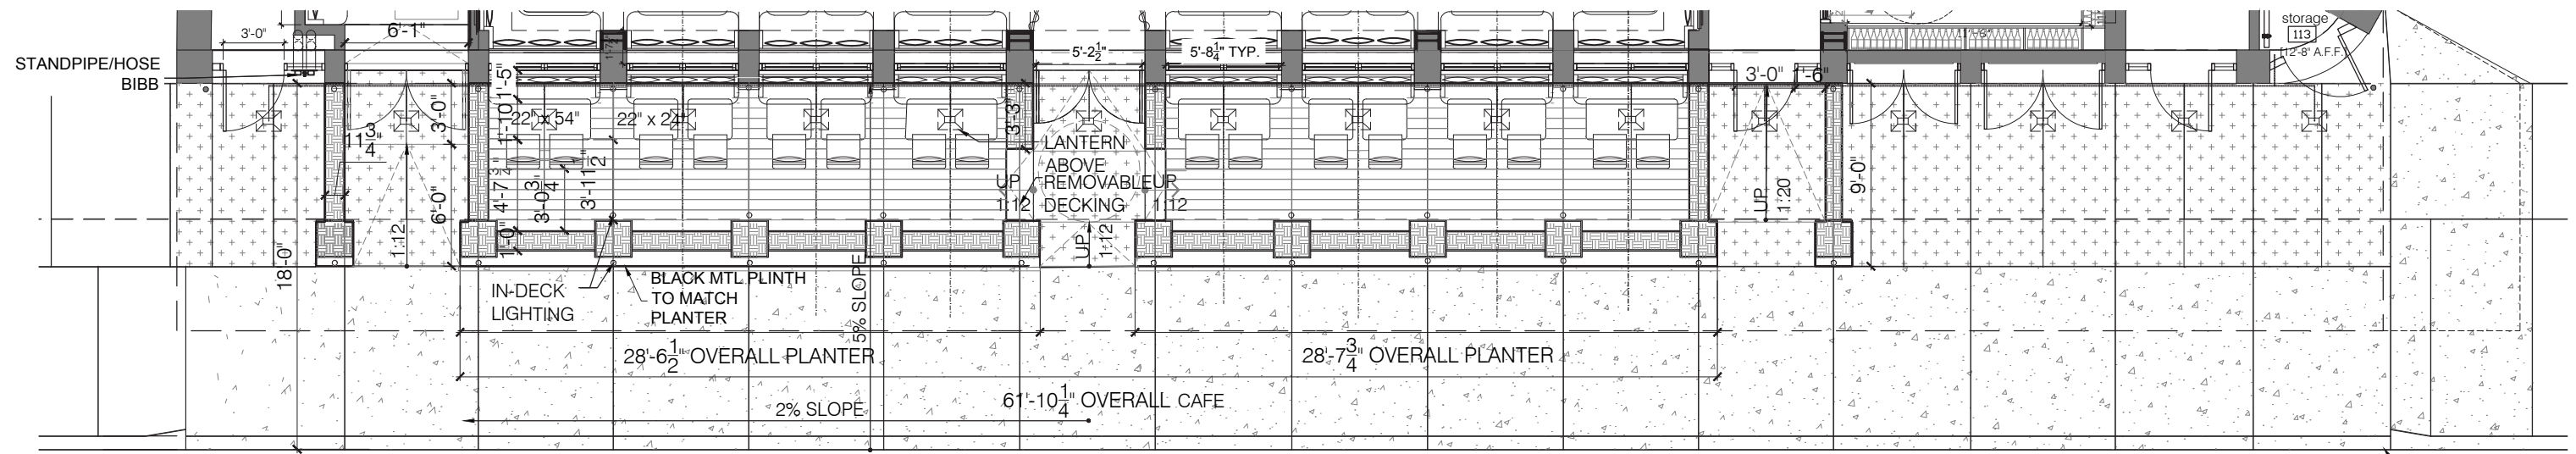 3'-0"
6'-1"
STANDPIPE/HOSE
BIBB
5'-2 1/2"
5'-8 1/4" TYP.
storage
113
[12'-8' A.F.F.]
3'-0"
1'-6"
1'-5"
1'-10"
3'-0"
22" x 54"
22" x 24"
3'-3"
11 3/4"
LANTERN
ABOVE
UP
1:12
REMOVABLE
DECKING
UP
1:12
4'-7 3/4"
3'-0 3/4"
3'-11 1/2"
6'-0"
1:12
1'-0"
UP
1:12
UP
1:20
9'-0"
18'-0"
IN-DECK
LIGHTING
BLACK MTL PLINTH
TO MATCH
PLANTER
5% SLOPE
28'-6 1/2" OVERALL PLANTER
28'-7 3/4" OVERALL PLANTER
2% SLOPE
61'-10 1/4" OVERALL CAFE